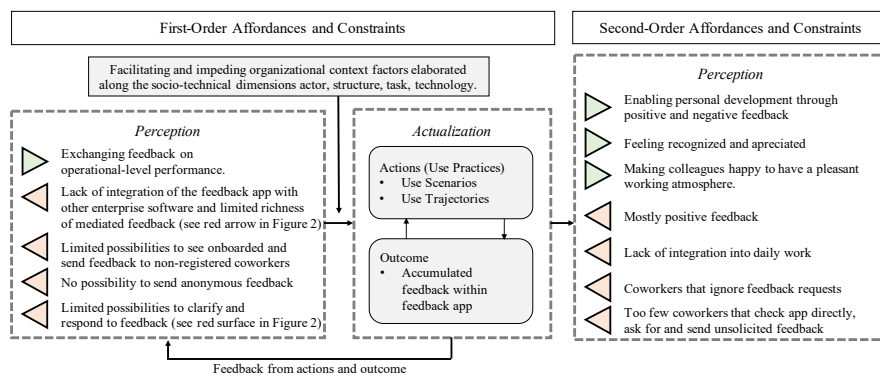 First-Order Affordances and Constraints
Second-Order Affordances and Constraints
Facilitating and impeding organizational context factors elaborated
along the socio-technical dimensions actor, structure, task, technology.
Perception
Exchanging feedback on
operational-level performance.
Lack of integration of the feedback app with
other enterprise software and limited richness
of mediated feedback (see red arrow in Figure 2)
Limited possibilities to see onboarded and
send feedback to non-registered coworkers
No possibility to send anonymous feedback
Limited possibilities to clarify and
respond to feedback (see red surface in Figure 2)
Actualization
Actions (Use Practices)
• Use Scenarios
• Use Trajectories
Outcome
• Accumulated
feedback within
feedback app
Feedback from actions and outcome
Perception
Enabling personal development through
positive and negative feedback
Feeling recognized and apreciated
Making colleagues happy to have a pleasant
working atmosphere.
Mostly positive feedback
Lack of integration into daily work
Coworkers that ignore feedback requests
Too few coworkers that check app directly,
ask for and send unsolicited feedback